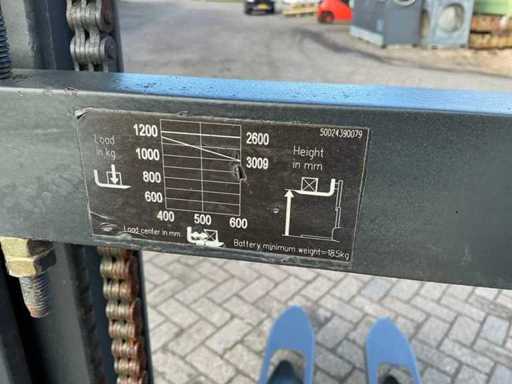 50024390079
Load
in kg
1200
1000
800
600
2600
3009
Height
in mm
400 500 600
Load center in mm
Battery minimum weight=185kg